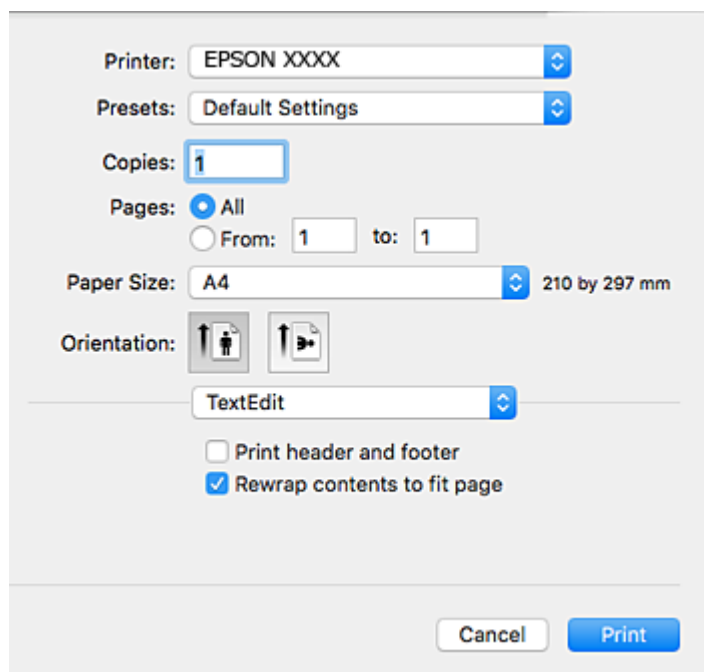 Printer: EPSON XXXX
Presets: Default Settings
Copies: 1
Pages: All
From: 1 to: 1
Paper Size: A4 210 by 297 mm
Orientation:
TextEdit
Print header and footer
Rewrap contents to fit page
Cancel Print